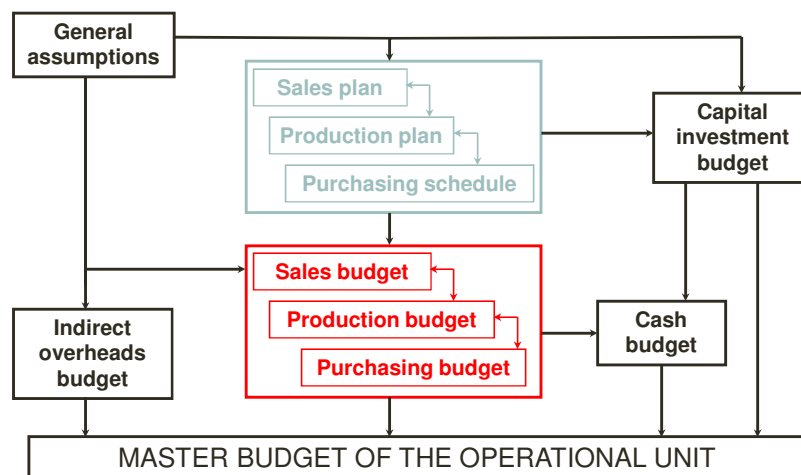 General
assumptions
Sales plan
Production plan
Purchasing schedule
Capital
investment
budget
Sales budget
Production budget
Purchasing budget
Indirect
overheads
budget
Cash
budget
MASTER BUDGET OF THE OPERATIONAL UNIT